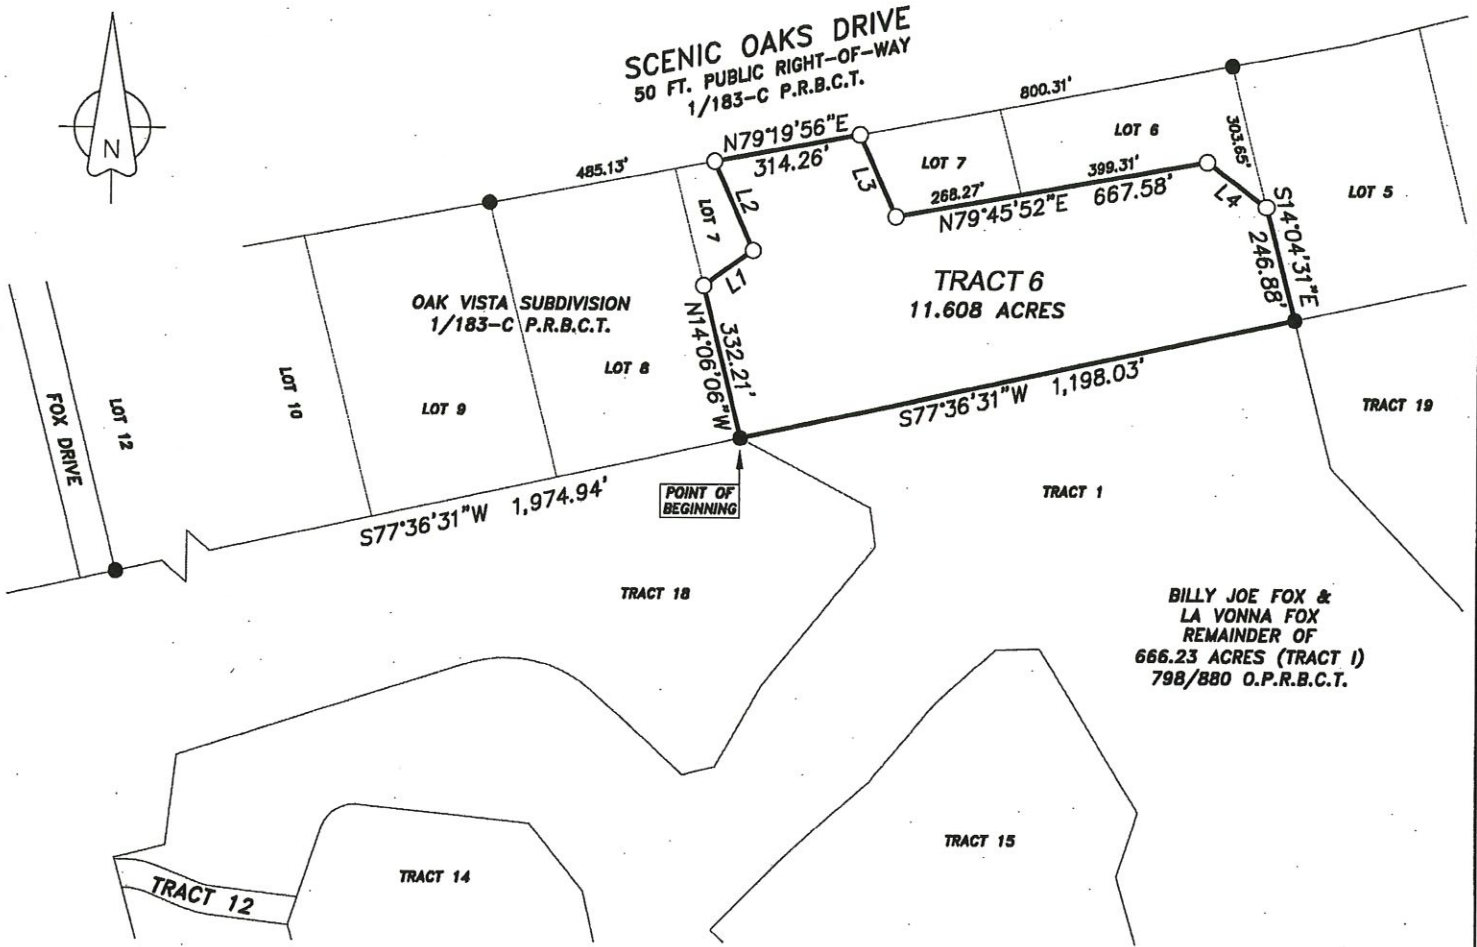 SCENIC OAKS DRIVE
50 FT. PUBLIC RIGHT-OF-WAY
1/183-C P.R.B.C.T.
N
800.31'
N79°19'56"E
314.26'
485.13'
LOT 6
LOT 7
303.65'
399.31'
268.27'
N79°45'52"E 667.58'
L2
L3
L4
LOT 5
LOT 7
L1
S14°04'31"E
246.88'
TRACT 6
11.608 ACRES
OAK VISTA SUBDIVISION
1/183-C P.R.B.C.T.
N14°06'06"W
332.21'
LOT 8
LOT 9
LOT 10
LOT 12
FOX DRIVE
S77°36'31"W 1,198.03'
TRACT 19
POINT OF
BEGINNING
TRACT 1
S77°36'31"W 1,974.94'
TRACT 18
BILLY JOE FOX &
LA VONNA FOX
REMAINDER OF
666.23 ACRES (TRACT I)
798/880 O.P.R.B.C.T.
TRACT 15
TRACT 14
TRACT 12